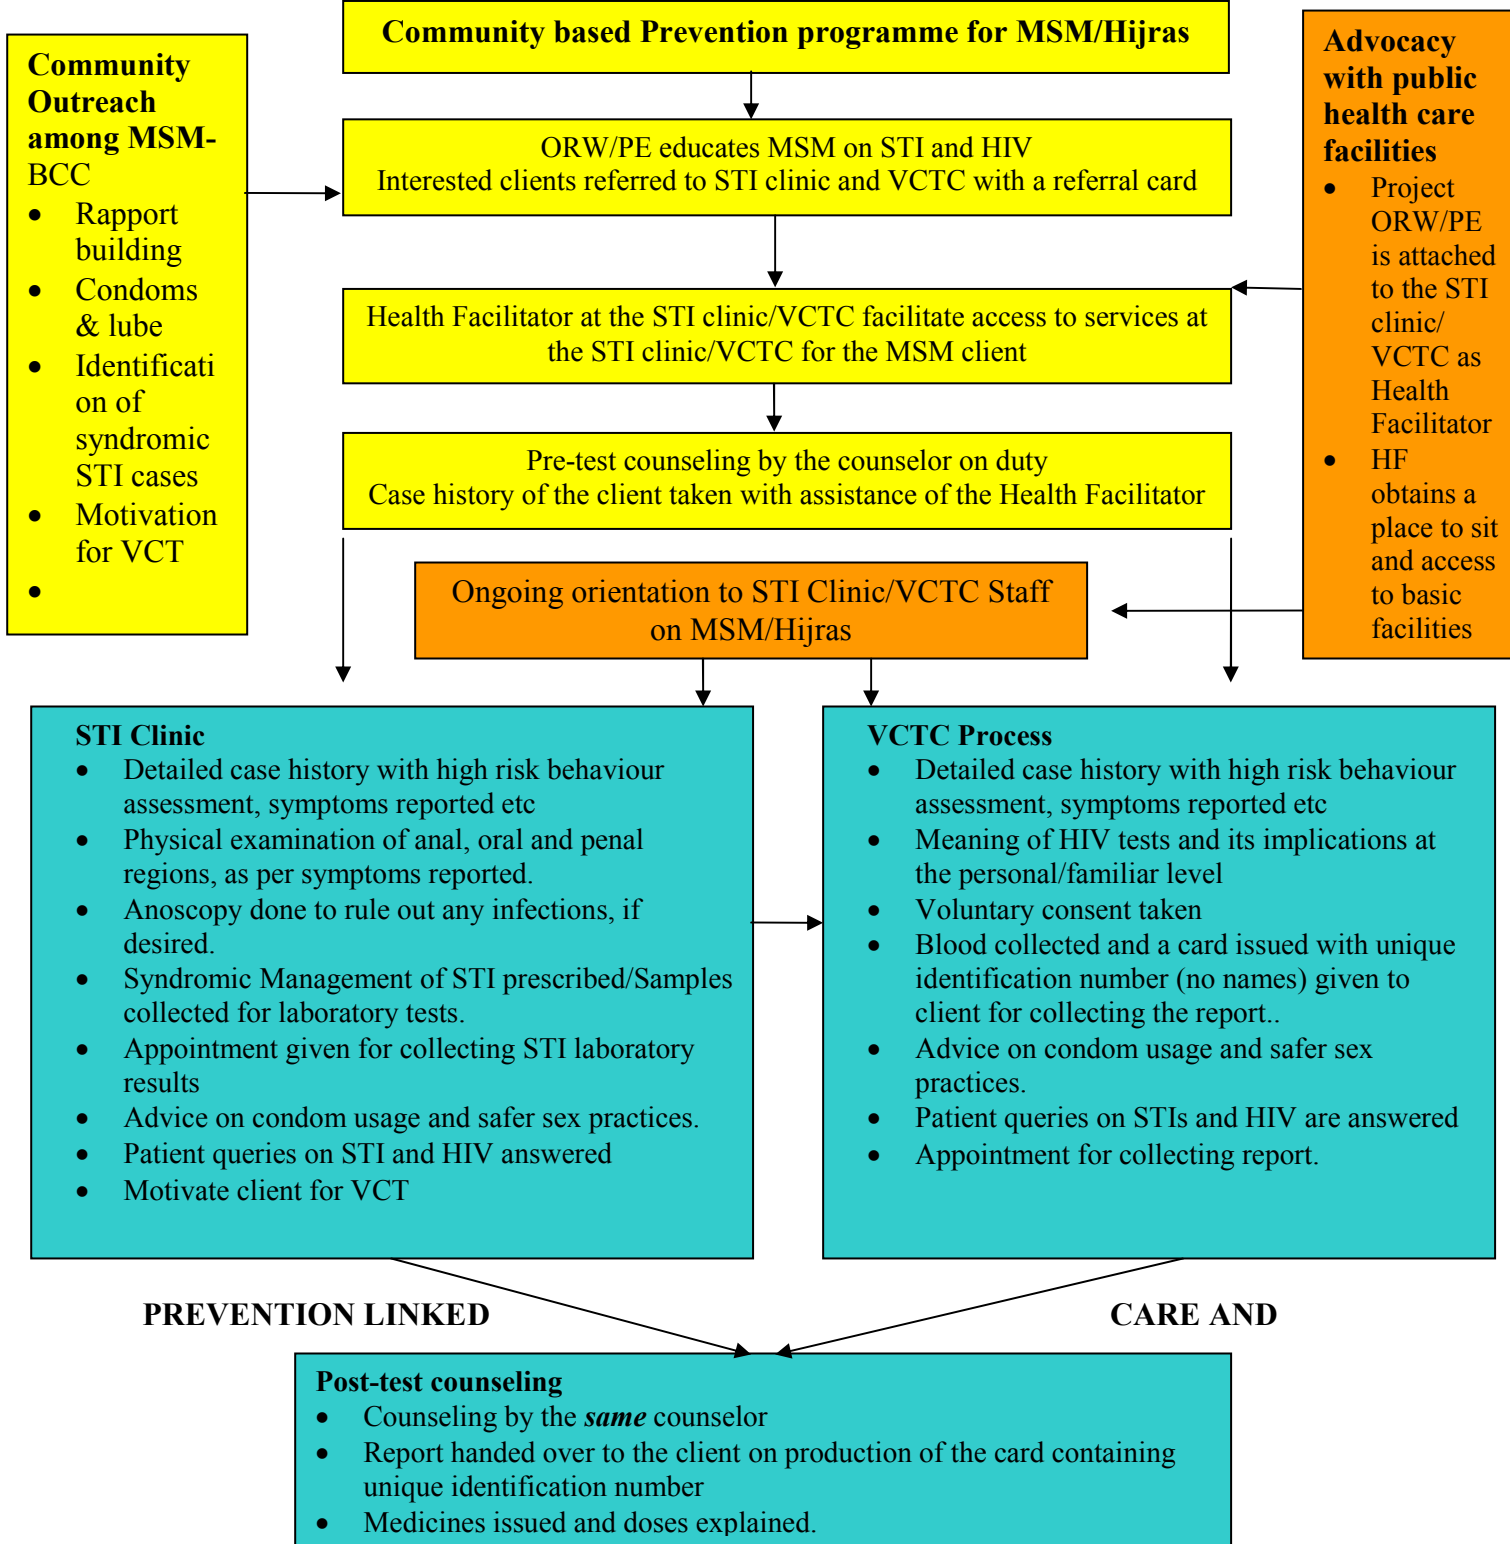 Community based Prevention programme for MSM/Hijras
Community
Outreach
among MSM-
BCC
• Rapport
building
• Condoms
& lube
• Identificati
on of
syndromic
STI cases
• Motivation
for VCT
•
ORW/PE educates MSM on STI and HIV
Interested clients referred to STI clinic and VCTC with a referral card
Health Facilitator at the STI clinic/VCTC facilitate access to services at
the STI clinic/VCTC for the MSM client
Pre-test counseling by the counselor on duty
Case history of the client taken with assistance of the Health Facilitator
Advocacy
with public
health care
facilities
• Project
ORW/PE
is attached
to the STI
clinic/
VCTC as
Health
Facilitator
• HF
obtains a
place to sit
and access
to basic
facilities
Ongoing orientation to STI Clinic/VCTC Staff
on MSM/Hijras
STI Clinic
• Detailed case history with high risk behaviour
assessment, symptoms reported etc
• Physical examination of anal, oral and penal
regions, as per symptoms reported.
• Anoscopy done to rule out any infections, if
desired.
• Syndromic Management of STI prescribed/Samples
collected for laboratory tests.
• Appointment given for collecting STI laboratory
results
• Advice on condom usage and safer sex practices.
• Patient queries on STI and HIV answered
• Motivate client for VCT
VCTC Process
• Detailed case history with high risk behaviour
assessment, symptoms reported etc
• Meaning of HIV tests and its implications at
the personal/familiar level
• Voluntary consent taken
• Blood collected and a card issued with unique
identification number (no names) given to
client for collecting the report..
• Advice on condom usage and safer sex
practices.
• Patient queries on STIs and HIV are answered
• Appointment for collecting report.
PREVENTION LINKED
CARE AND
Post-test counseling
• Counseling by the same counselor
• Report handed over to the client on production of the card containing
unique identification number
• Medicines issued and doses explained.